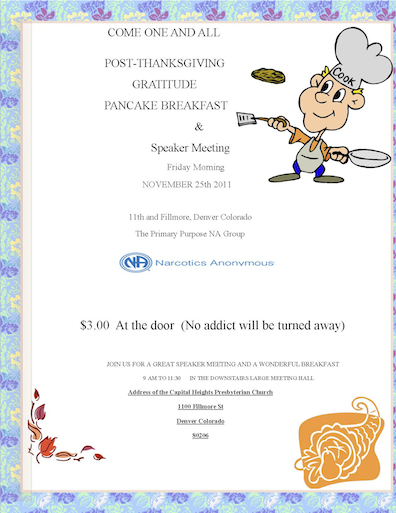 COME ONE AND ALL
POST-THANKSGIVING
GRATITUDE
PANCAKE BREAKFAST
&
Speaker Meeting
Friday Morning
NOVEMBER 25th 2011
Cook
11th and Fillmore, Denver Colorado
The Primary Purpose NA Group
NA Narcotics Anonymous
$3.00 At the door (No addict will be turned away)
JOIN US FOR A GREAT SPEAKER MEETING AND A WONDERFUL BREAKFAST
9 AM TO 11:30 IN THE DOWNSTAIRS LARGE MEETING HALL
Address of the Capital Heights Presbyterian Church
1100 Fillmore St
Denver Colorado
80206